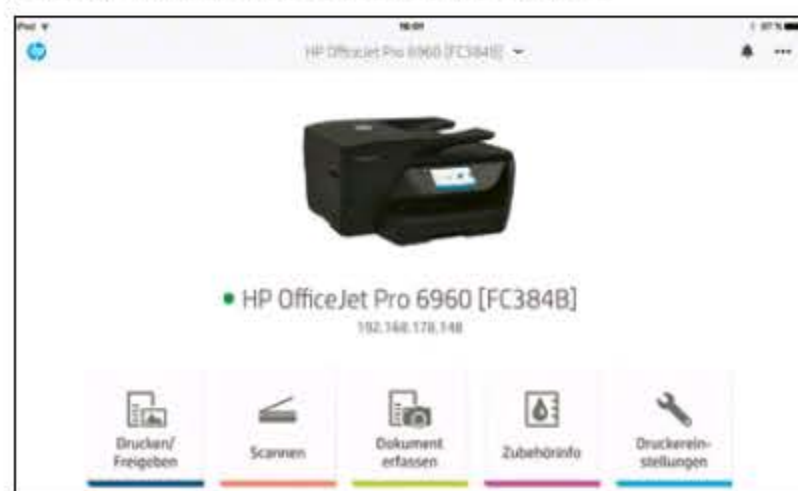 iPad
HP OfficeJet Pro 6960 [FC384B]
HP OfficeJet Pro 6960 [FC384B]
192.168.178.148
Drucken/
Freigeben
Scannen
Dokument
erfassen
Zubehörinfo
Druckerein-
stellungen